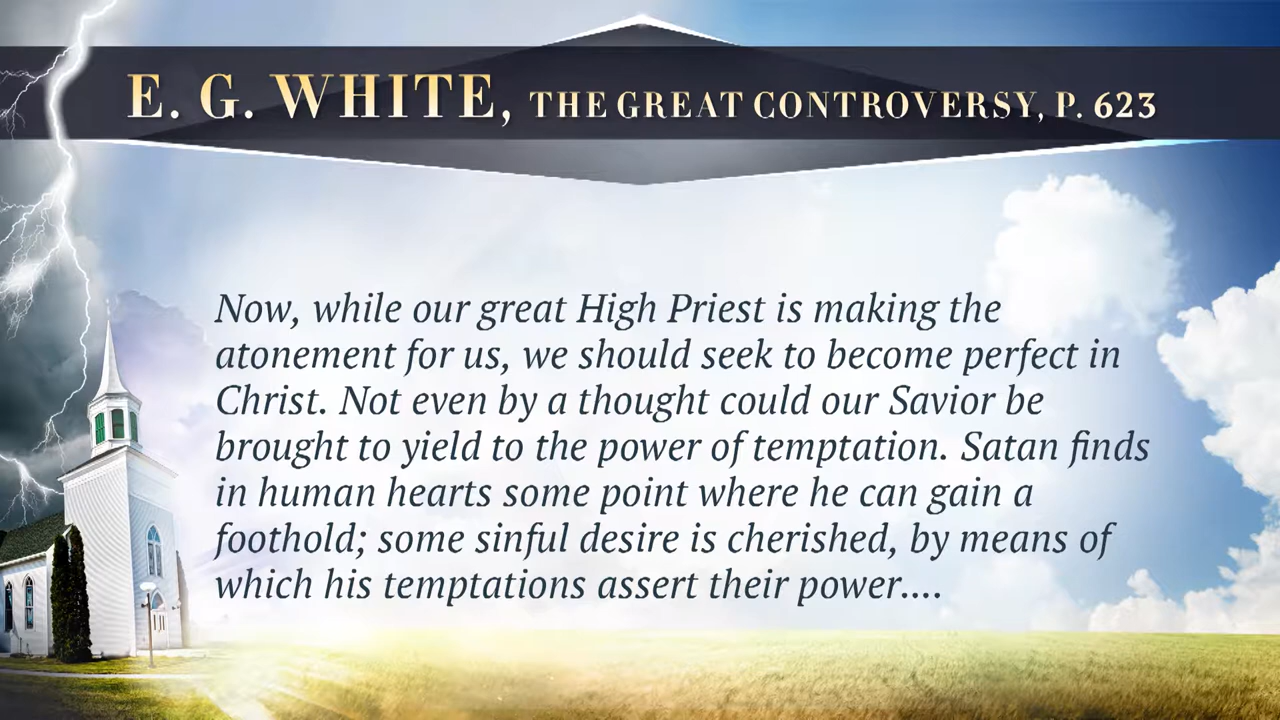 E. G. WHITE, THE GREAT CONTROVERSY, P. 623
Now, while our great High Priest is making the
atonement for us, we should seek to become perfect in
Christ. Not even by a thought could our Savior be
brought to yield to the power of temptation. Satan finds
in human hearts some point where he can gain a
foothold; some sinful desire is cherished, by means of
which his temptations assert their power....